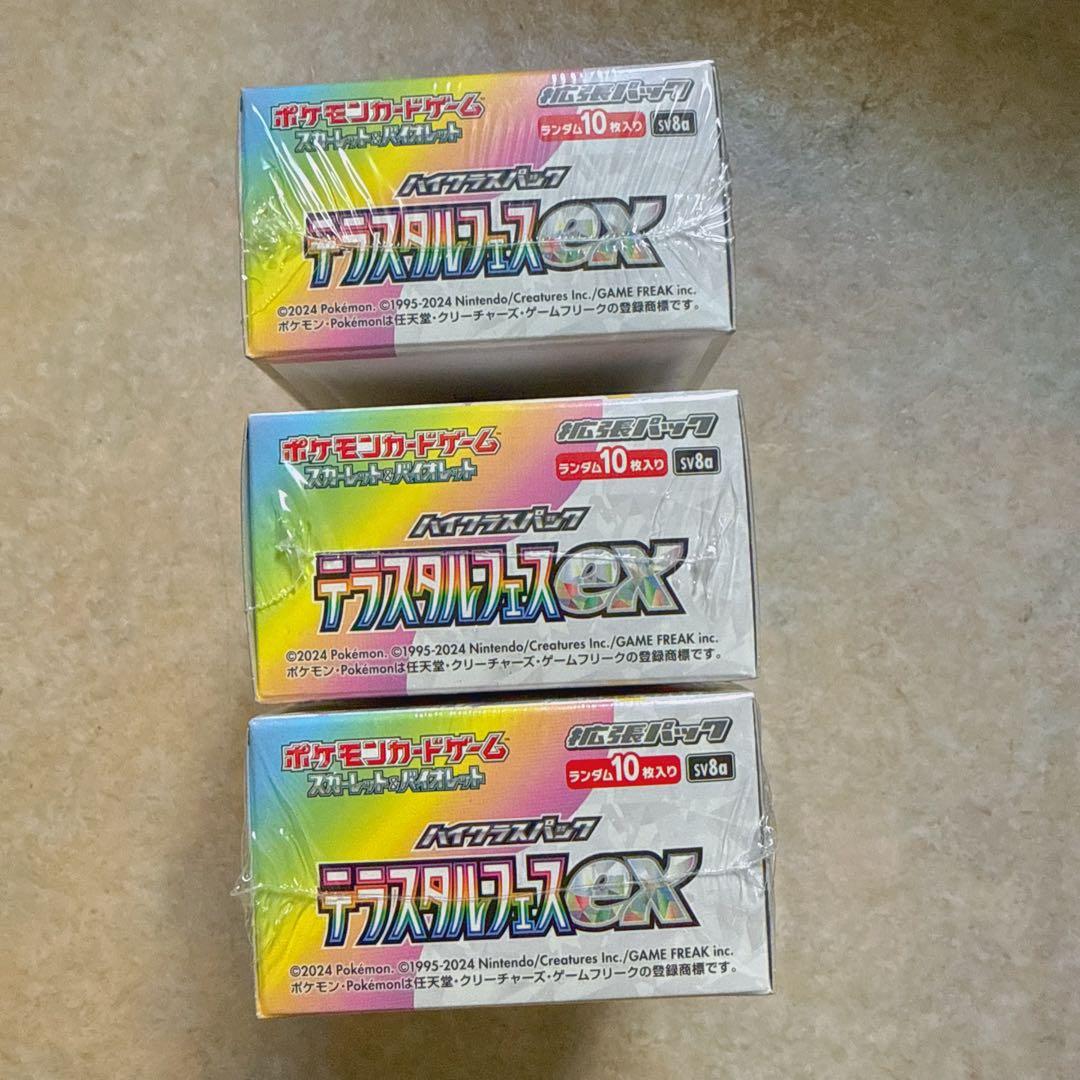 ポケモンカードゲーム
スカーレット&バイオレット
拡張パック
ランダム10枚入り SV8a
ハイクラスパック
テラスタルフェスex
©2024 Pokémon. ©1995-2024 Nintendo/Creatures Inc./GAME FREAK inc.
ポケモン・Pokémonは任天堂・クリーチャーズ・ゲームフリークの登録商標です。
ポケモンカードゲーム
スカーレット&バイオレット
拡張パック
ランダム10枚入り SV8a
ハイクラスパック
テラスタルフェスex
©2024 Pokémon. ©1995-2024 Nintendo/Creatures Inc./GAME FREAK inc.
ポケモン・Pokémonは任天堂・クリーチャーズ・ゲームフリークの登録商標です。
ポケモンカードゲーム
スカーレット&バイオレット
拡張パック
ランダム10枚入り SV8a
ハイクラスパック
テラスタルフェスex
©2024 Pokémon. ©1995-2024 Nintendo/Creatures Inc./GAME FREAK inc.
ポケモン・Pokémonは任天堂・クリーチャーズ・ゲームフリークの登録商標です。